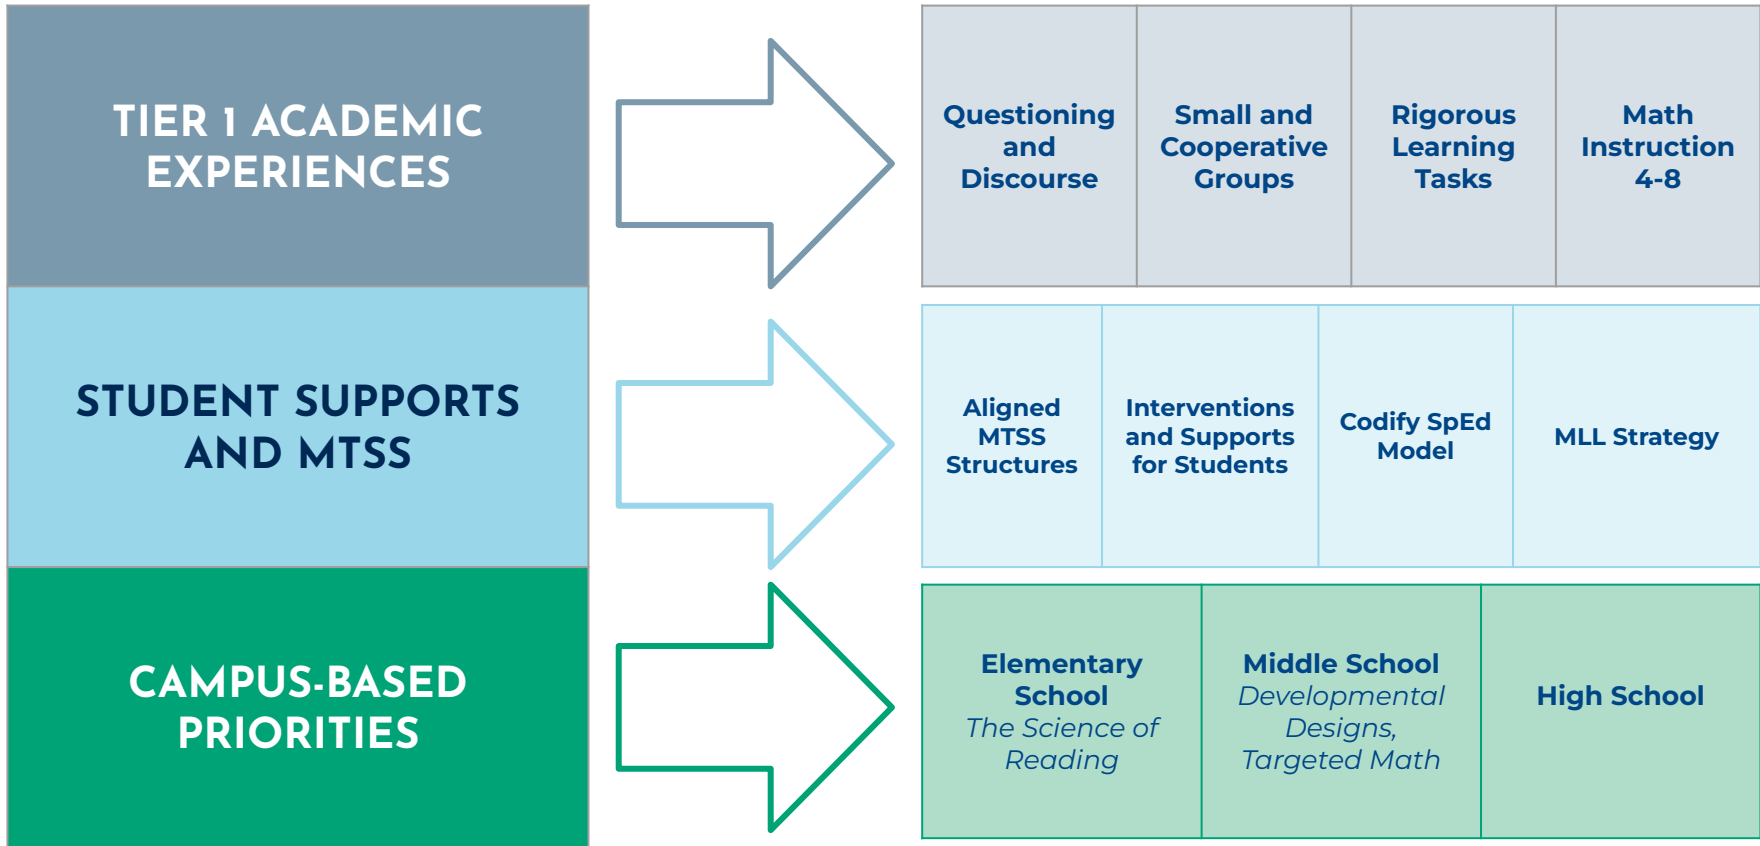 TIER 1 ACADEMIC
EXPERIENCES
Questioning
and
Discourse
Small and
Cooperative
Groups
Rigorous
Learning
Tasks
Math
Instruction
4-8
STUDENT SUPPORTS
AND MTSS
Aligned
MTSS
Structures
Interventions
and Supports
for Students
Codify SpEd
Model
MLL Strategy
CAMPUS-BASED
PRIORITIES
Elementary
School
The Science of
Reading
Middle School
Developmental
Designs,
Targeted Math
High School